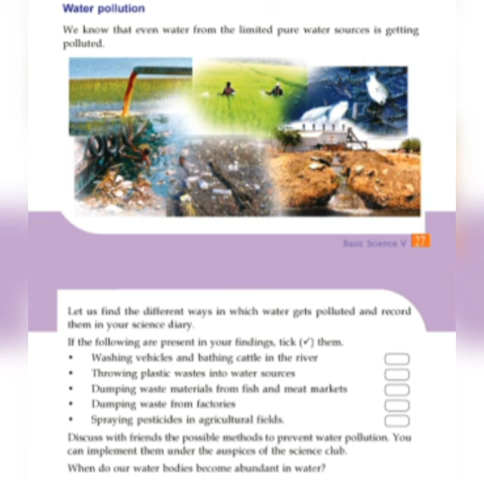 Water pollution
We know that even water from the limited pure water sources is getting
polluted.
Basic Science V 27
Let us find the different ways in which water gets polluted and record
them in your science diary.
If the following are present in your findings, tick (✓) them.
• Washing vehicles and bathing cattle in the river
• Throwing plastic wastes into water sources
• Dumping waste materials from fish and meat markets
• Dumping waste from factories
• Spraying pesticides in agricultural fields.
Discuss with friends the possible methods to prevent water pollution. You
can implement them under the auspices of the science club.
When do our water bodies become abundant in water?